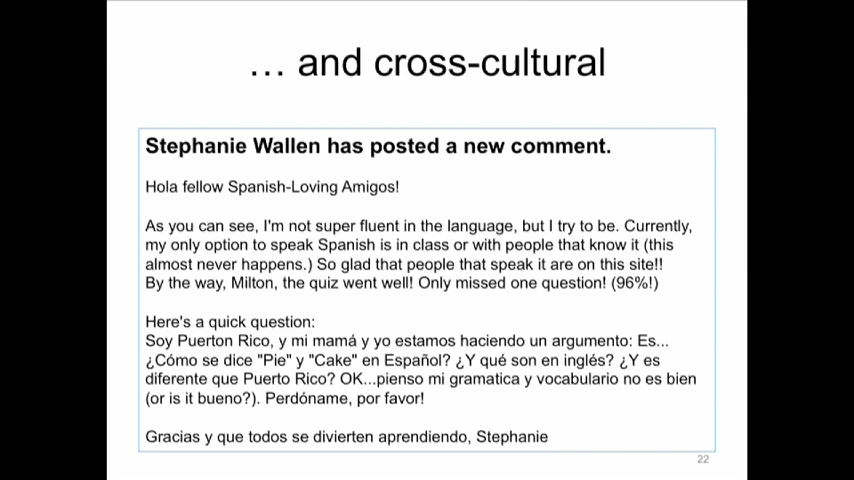 … and cross-cultural
Stephanie Wallen has posted a new comment.
Hola fellow Spanish-Loving Amigos!
As you can see, I'm not super fluent in the language, but I try to be. Currently,
my only option to speak Spanish is in class or with people that know it (this
almost never happens.) So glad that people that speak it are on this site!!
By the way, Milton, the quiz went well! Only missed one question! (96%!)
Here's a quick question:
Soy Puerton Rico, y mi mamá y yo estamos haciendo un argumento: Es...
¿Cómo se dice "Pie" y "Cake" en Español? ¿Y qué son en inglés? ¿Y es
diferente que Puerto Rico? OK...pienso mi gramatica y vocabulario no es bien
(or is it bueno?). Perdóname, por favor!
Gracias y que todos se divierten aprendiendo, Stephanie
22